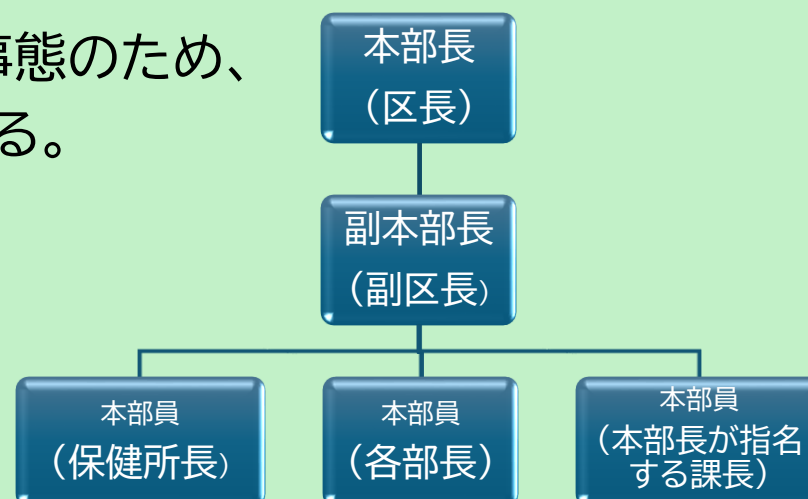 事態のため、
る。
本部長
（区長）
副本部長
（副区長）
本部員
（保健所長）
本部員
（各部長）
本部員
（本部長が指名
する課長）